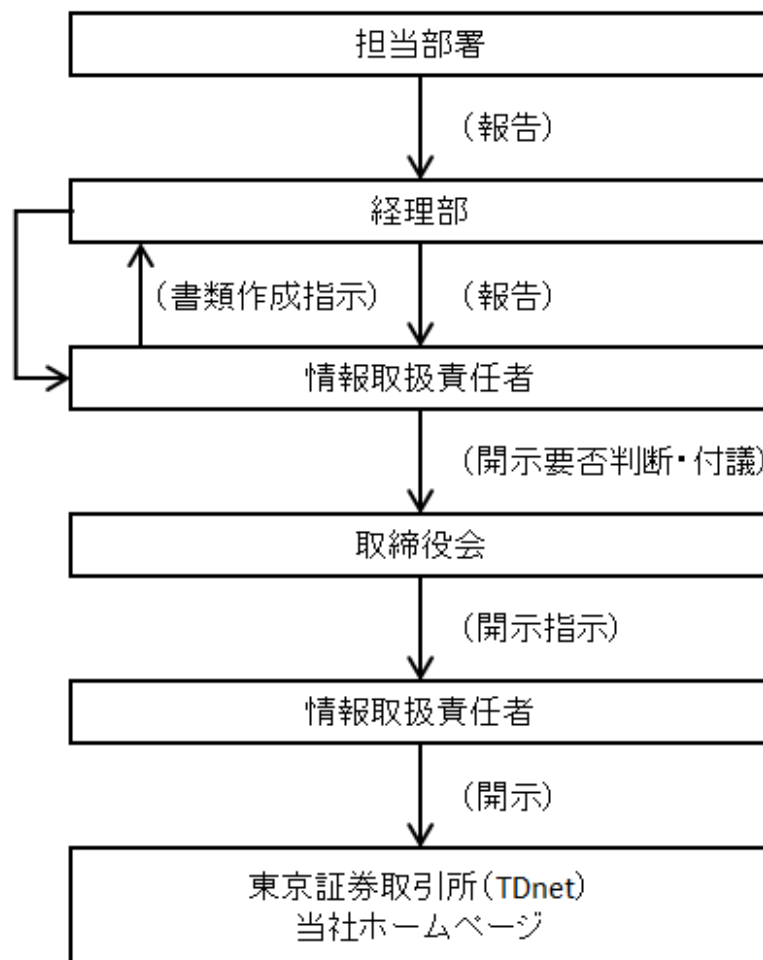 担当部署
(報告)
経理部
(書類作成指示)
(報告)
情報取扱責任者
(開示要否判断・付議)
取締役会
(開示指示)
情報取扱責任者
(開示)
東京証券取引所(TDnet)
当社ホームページ